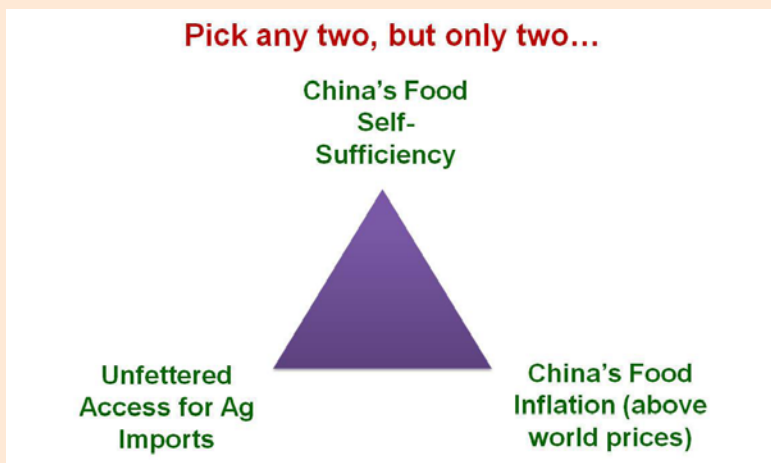 Pick any two, but only two…
China's Food
Self-
Sufficiency
Unfettered
Access for Ag
Imports
China's Food
Inflation (above
world prices)